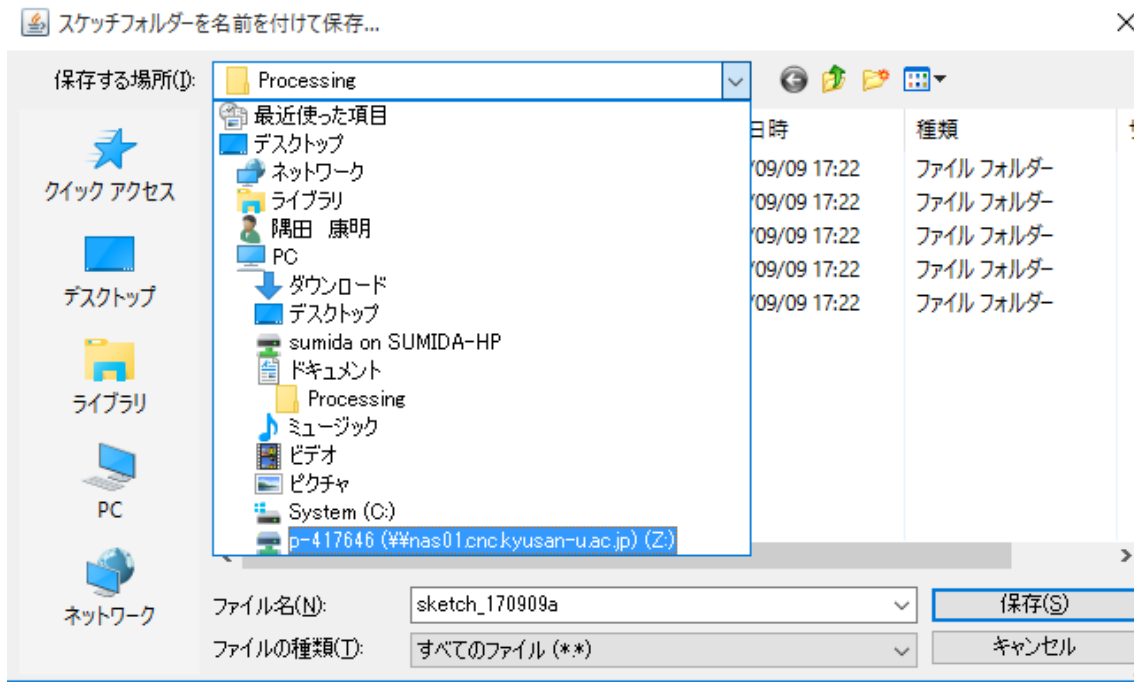 スケッチフォルダーを名前を付けて保存...
保存する場所(I):
Processing
最近使った項目
デスクトップ
ネットワーク
ライブラリ
隅田 康明
PC
ダウンロード
デスクトップ
sumida on SUMIDA-HP
ドキュメント
Processing
ミュージック
ビデオ
ピクチャ
System (C:)
p-417646 (¥¥nas01.cnc.kyusan-u.ac.jp) (Z:)
クイック アクセス
デスクトップ
ライブラリ
PC
ネットワーク
日時 種類
/09/09 17:22 ファイル フォルダー
/09/09 17:22 ファイル フォルダー
/09/09 17:22 ファイル フォルダー
/09/09 17:22 ファイル フォルダー
/09/09 17:22 ファイル フォルダー
ファイル名(N): sketch_170909a 保存(S)
ファイルの種類(T): すべてのファイル (*.*) キャンセル